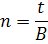 n = t/B